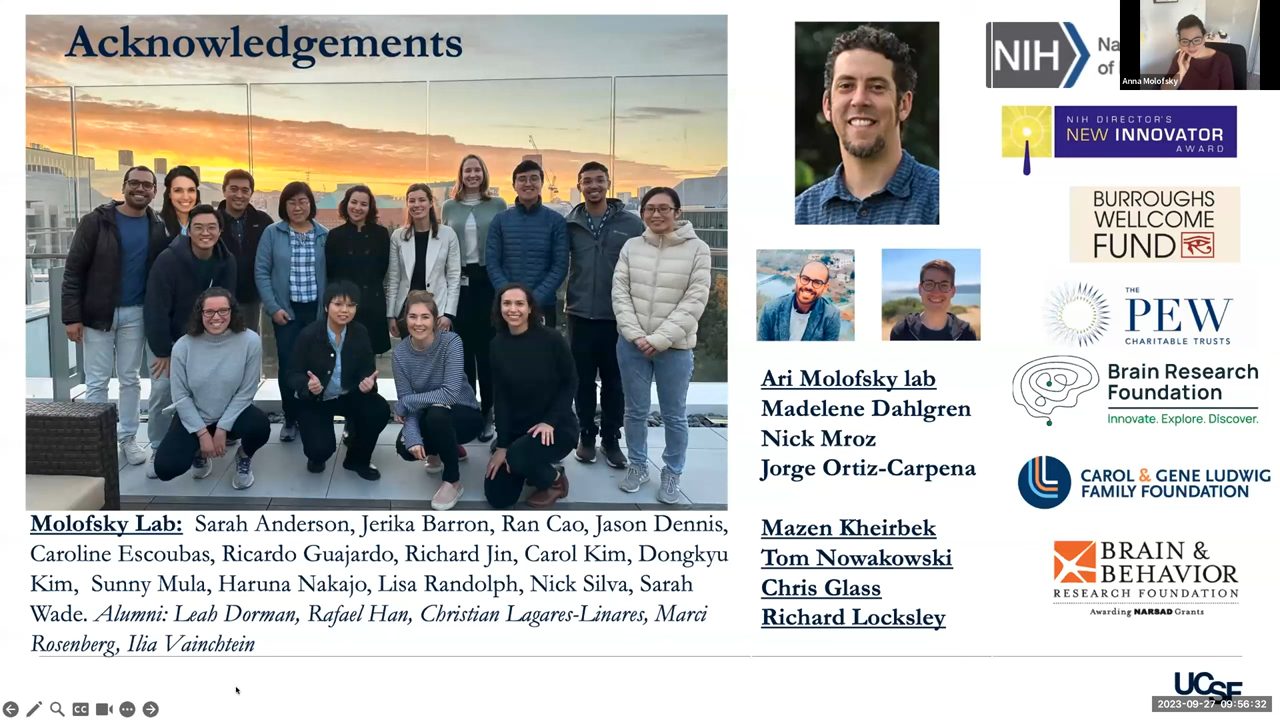 Acknowledgements
Molofsky Lab: Sarah Anderson, Jerika Barron, Ran Cao, Jason Dennis,
Caroline Escoubas, Ricardo Guajardo, Richard Jin, Carol Kim, Dongkyu
Kim, Sunny Mula, Haruna Nakajo, Lisa Randolph, Nick Silva, Sarah
Wade. Alumni: Leah Dorman, Rafael Han, Christian Lagares-Linares, Marci
Rosenberg, Ilia Vainchtein
Ari Molofsky lab
Madelene Dahlgren
Nick Mroz
Jorge Ortiz-Carpena
Mazen Kheirbek
Tom Nowakowski
Chris Glass
Richard Locksley
NIH
Na
of
Anna Molofsky
NIH DIRECTOR'S
NEW INNOVATOR
AWARD
BURROUGHS
WELLCOME
FUND
THE
PEW
CHARITABLE TRUSTS
Brain Research
Foundation
Innovate. Explore. Discover.
CAROL & GENE LUDWIG
FAMILY FOUNDATION
BRAIN &
BEHAVIOR
RESEARCH FOUNDATION
Awarding NARSAD Grants
UCSF
2023-09-27 09:56:32
CC